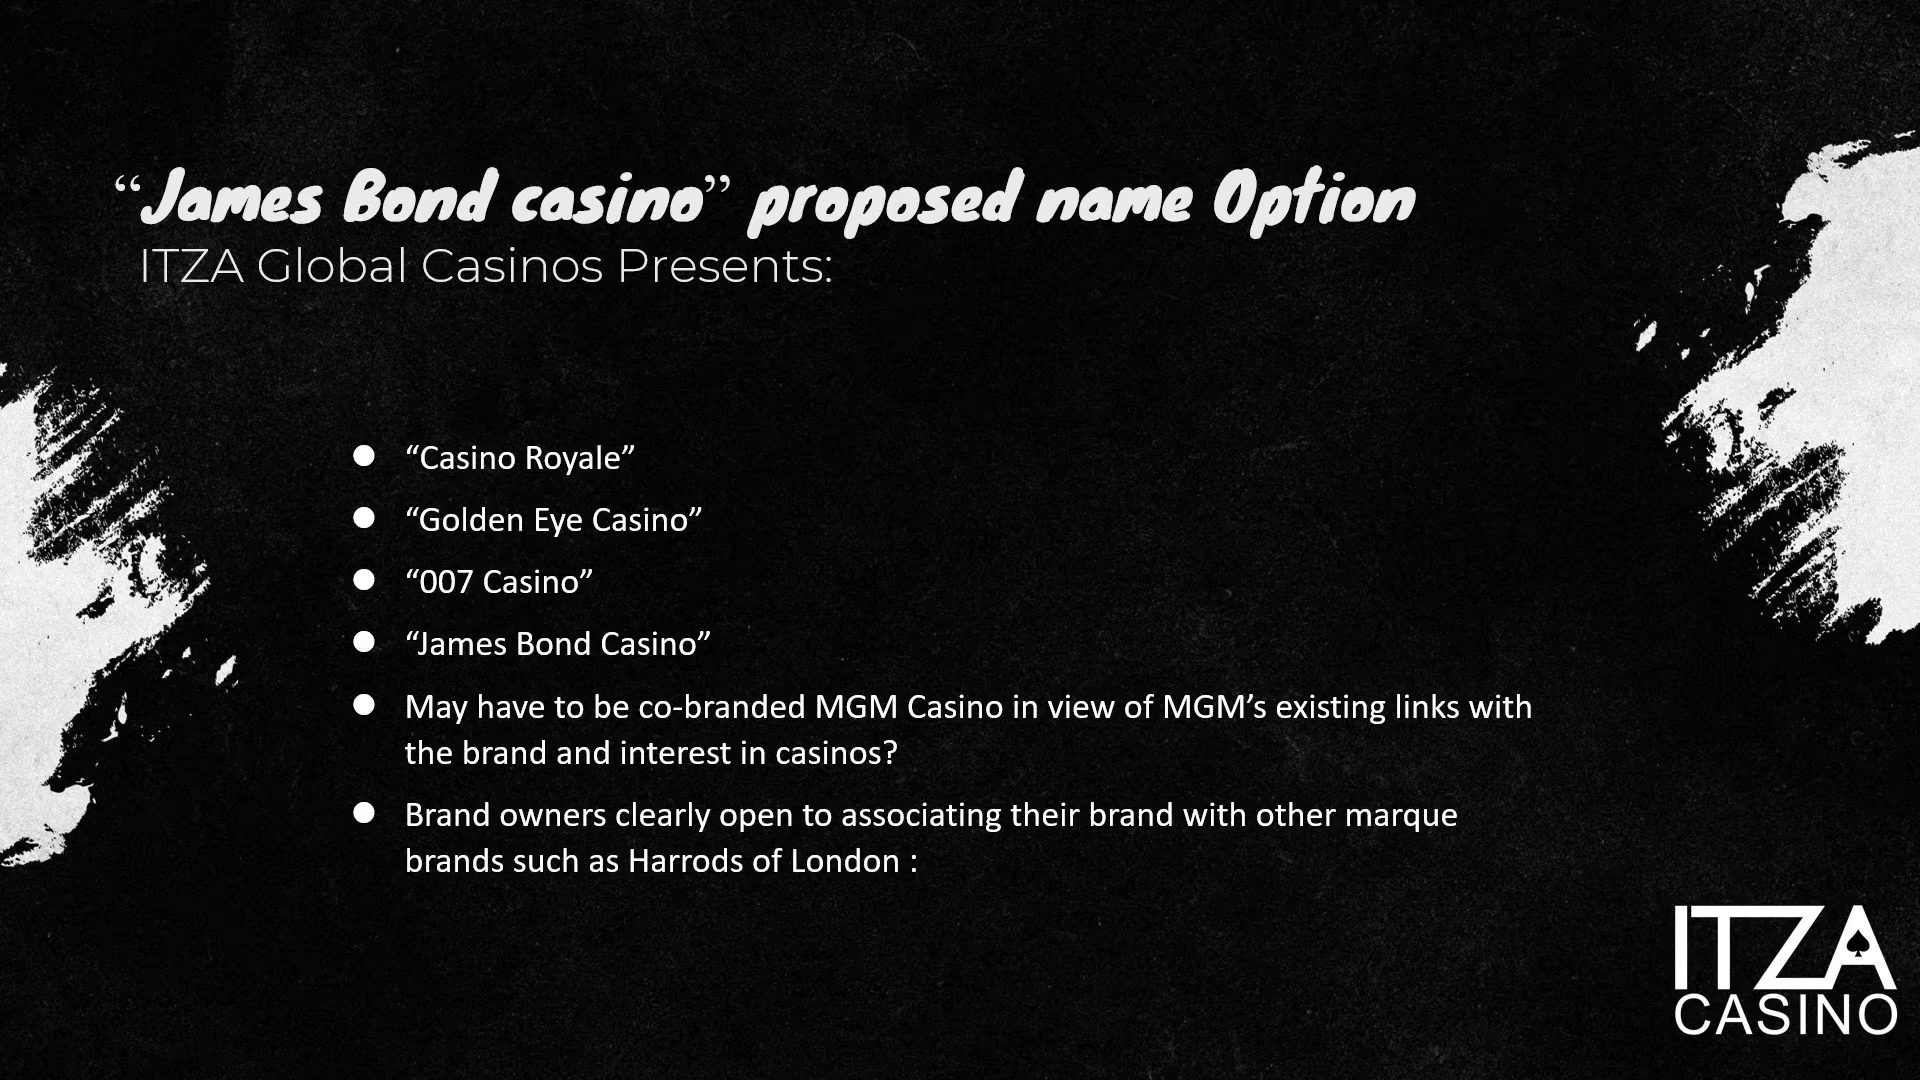 “James Bond casino” proposed name Option
ITZA Global Casinos Presents:
“Casino Royale”
“Golden Eye Casino”
“007 Casino”
“James Bond Casino”
May have to be co-branded MGM Casino in view of MGM’s existing links with
the brand and interest in casinos?
Brand owners clearly open to associating their brand with other marque
brands such as Harrods of London :
ITZA
CASINO